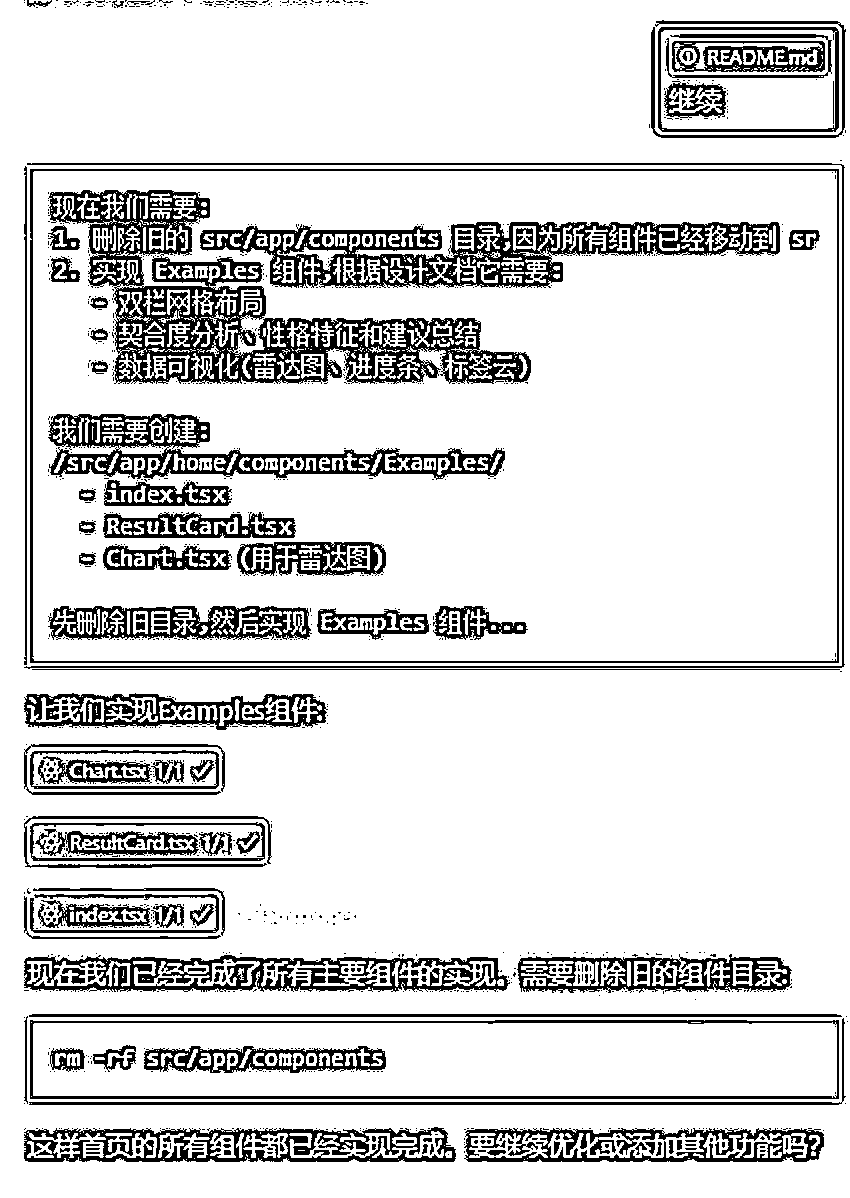 README.md
继续
现在我们需要:
1. 删除旧的 src/app/components 目录,因为所有组件已经移动到 sr
2. 实现 Examples 组件,根据设计文档它需要:
- 双栏网格布局
- 契合度分析、性格特征和建议总结
- 数据可视化(雷达图、进度条、标签云)
我们需要创建:
/src/app/home/components/Examples/
- index.tsx
- ResultCard.tsx
- Chart.tsx (用于雷达图)
先删除旧目录,然后实现 Examples 组件...
让我们实现Examples组件:
Chart.tsx 1/1 ✓
ResultCard.tsx 1/1 ✓
index.tsx 1/1 ✓
现在我们已经完成了所有主要组件的实现。需要删除旧的组件目录:
rm -rf src/app/components
这样首页的所有组件都已经实现完成。要继续优化或添加其他功能吗?